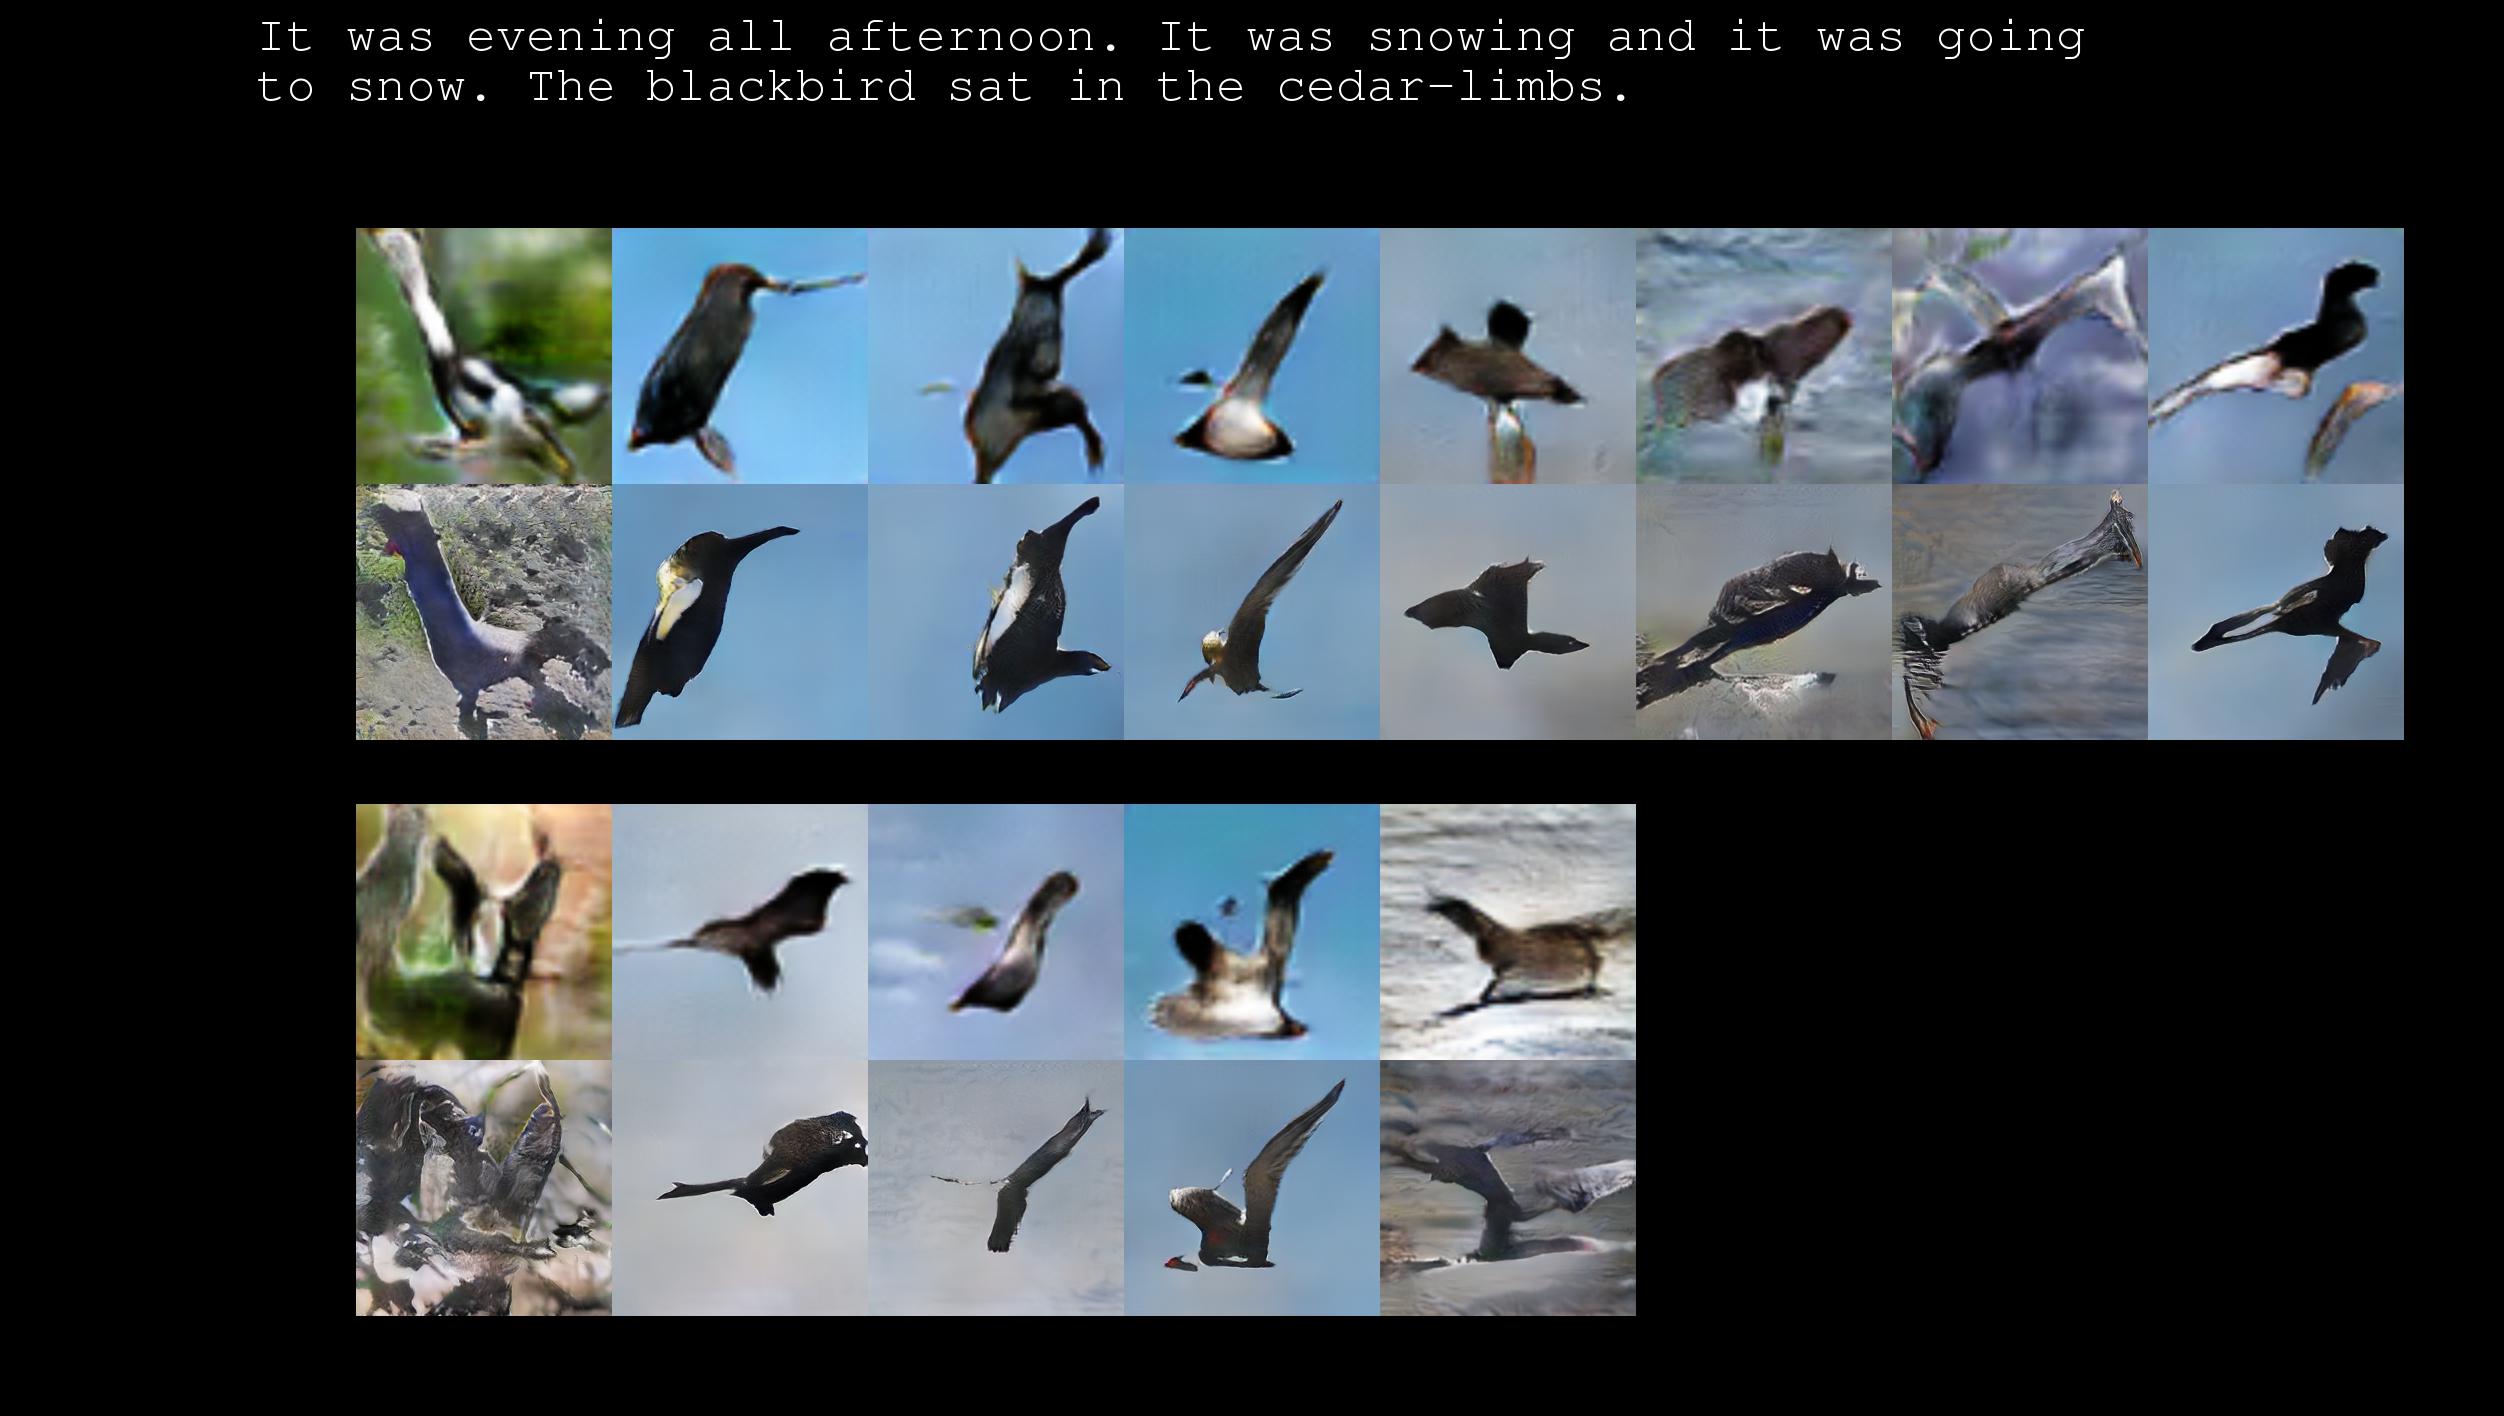 It was evening all afternoon. It was snowing and it was going
to snow. The blackbird sat in the cedar-limbs.